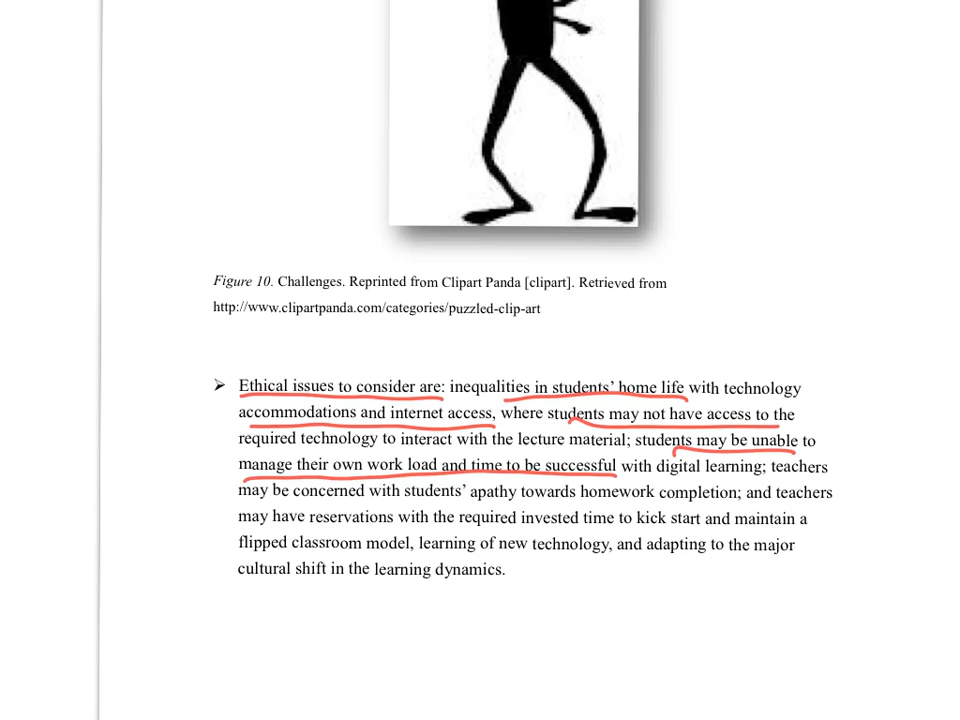 Figure 10. Challenges. Reprinted from Clipart Panda [clipart]. Retrieved from
http://www.clipartpanda.com/categories/puzzled-clip-art
➢ Ethical issues to consider are: inequalities in students’ home life with technology
accommodations and internet access, where students may not have access to the
required technology to interact with the lecture material; students may be unable to
manage their own work load and time to be successful with digital learning; teachers
may be concerned with students’ apathy towards homework completion; and teachers
may have reservations with the required invested time to kick start and maintain a
flipped classroom model, learning of new technology, and adapting to the major
cultural shift in the learning dynamics.